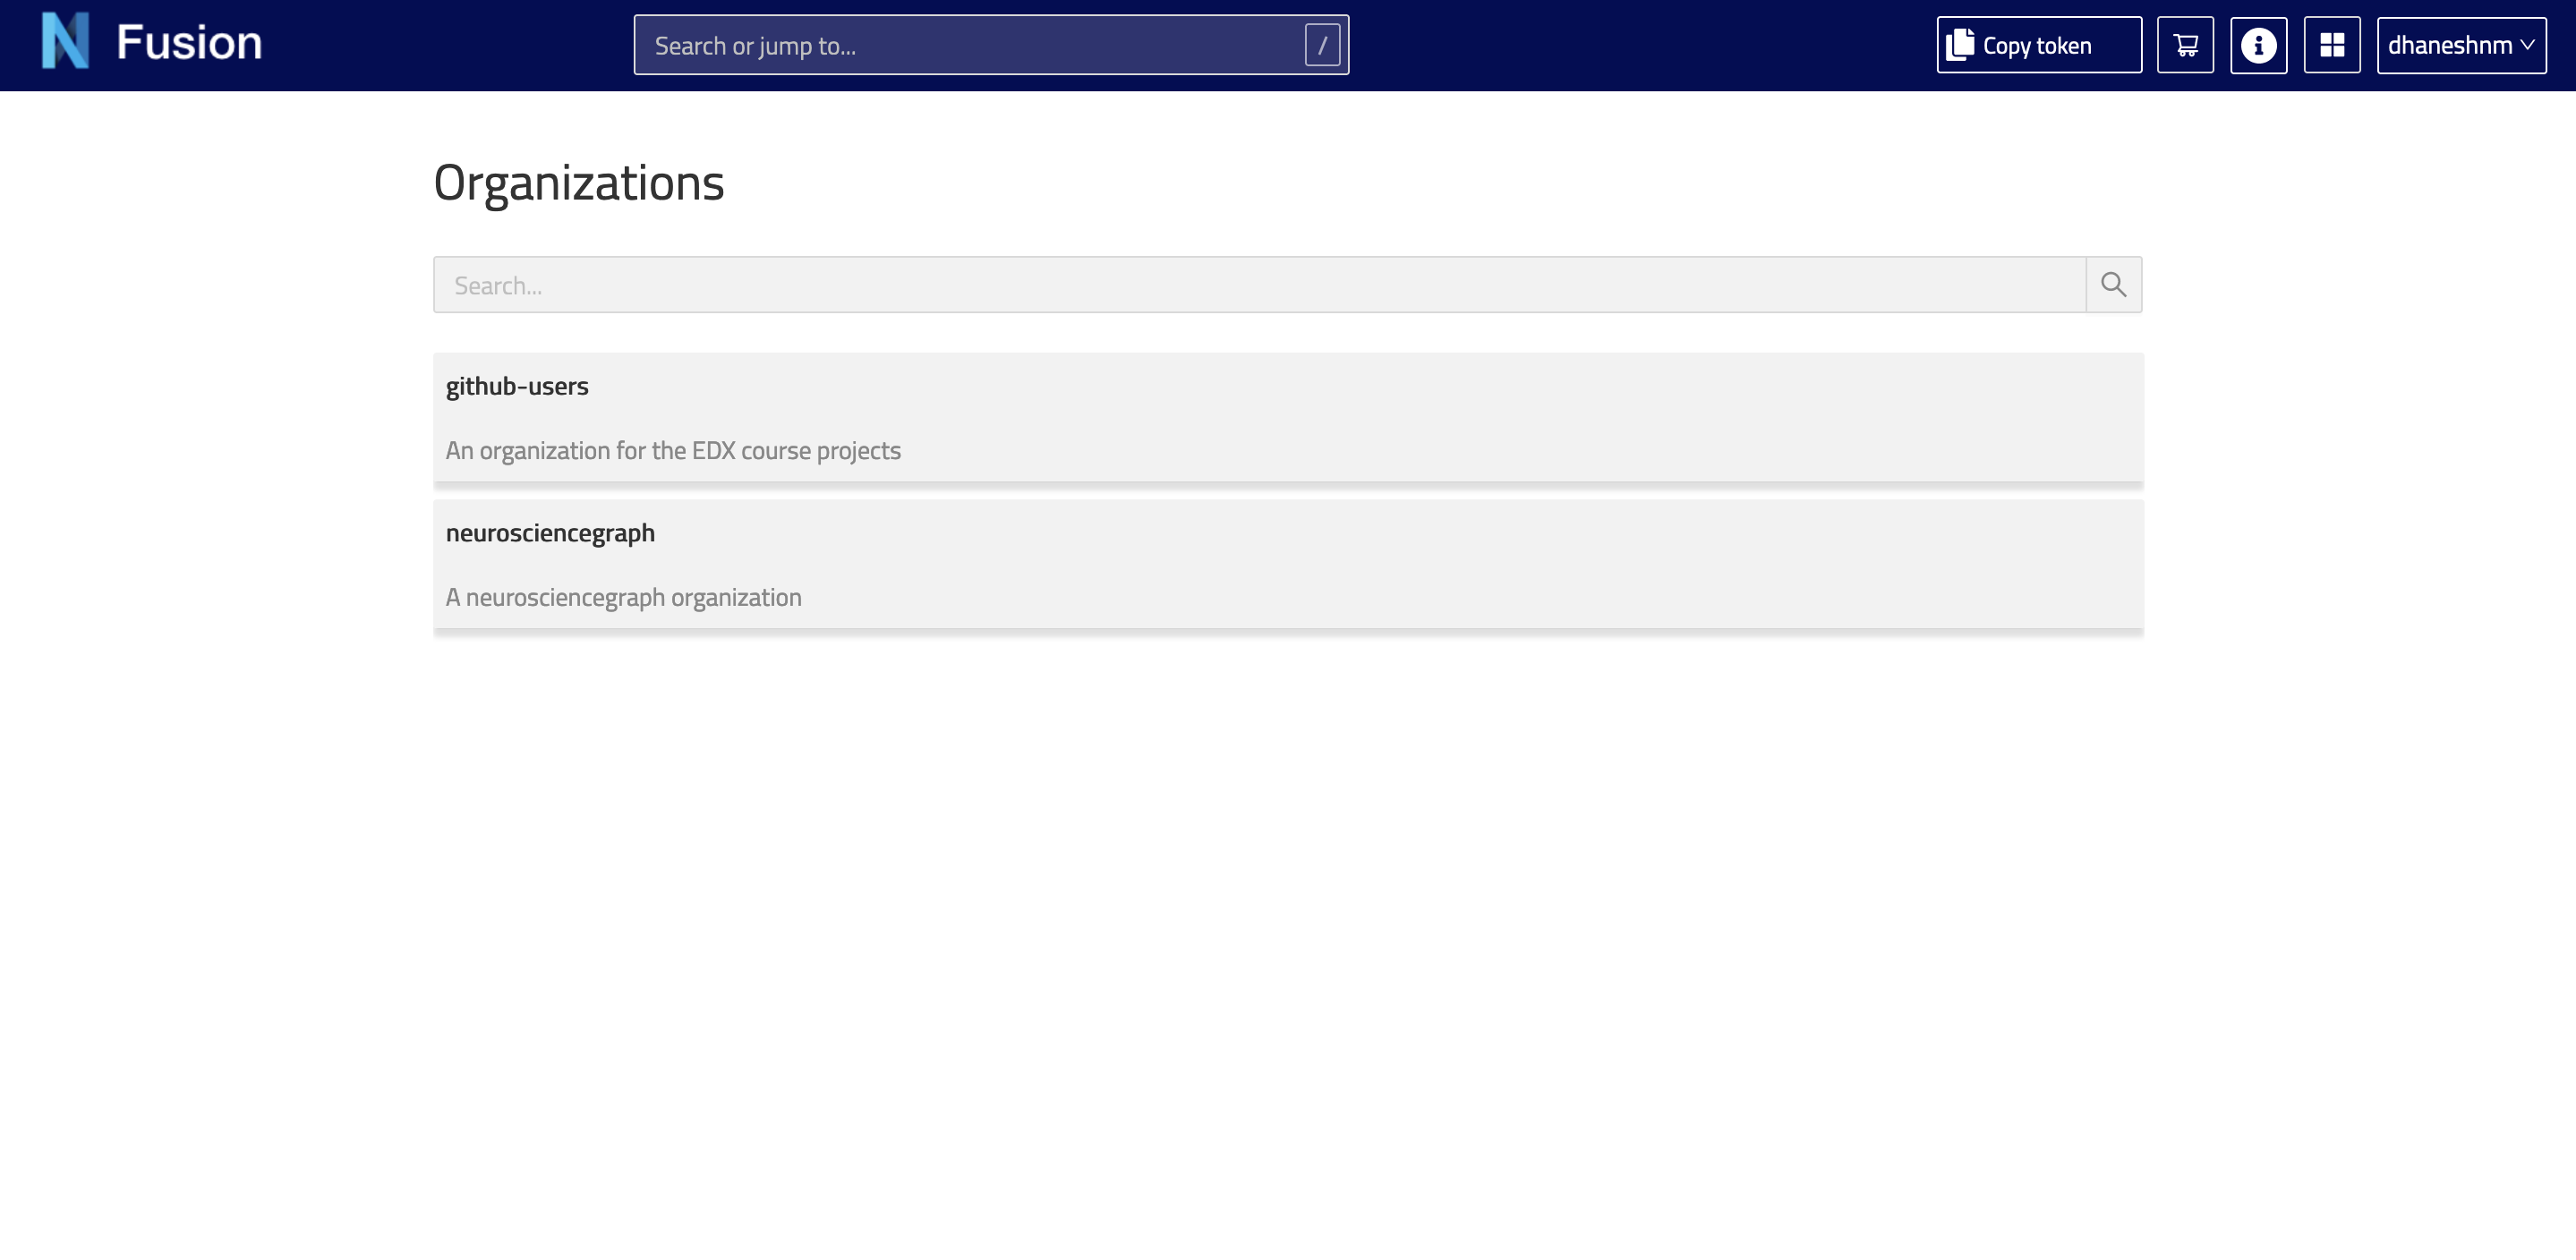 N Fusion
Search or jump to...
/
Copy token
dhaneshnm
Organizations
Search...
github-users
An organization for the EDX course projects
neurosciencegraph
A neurosciencegraph organization